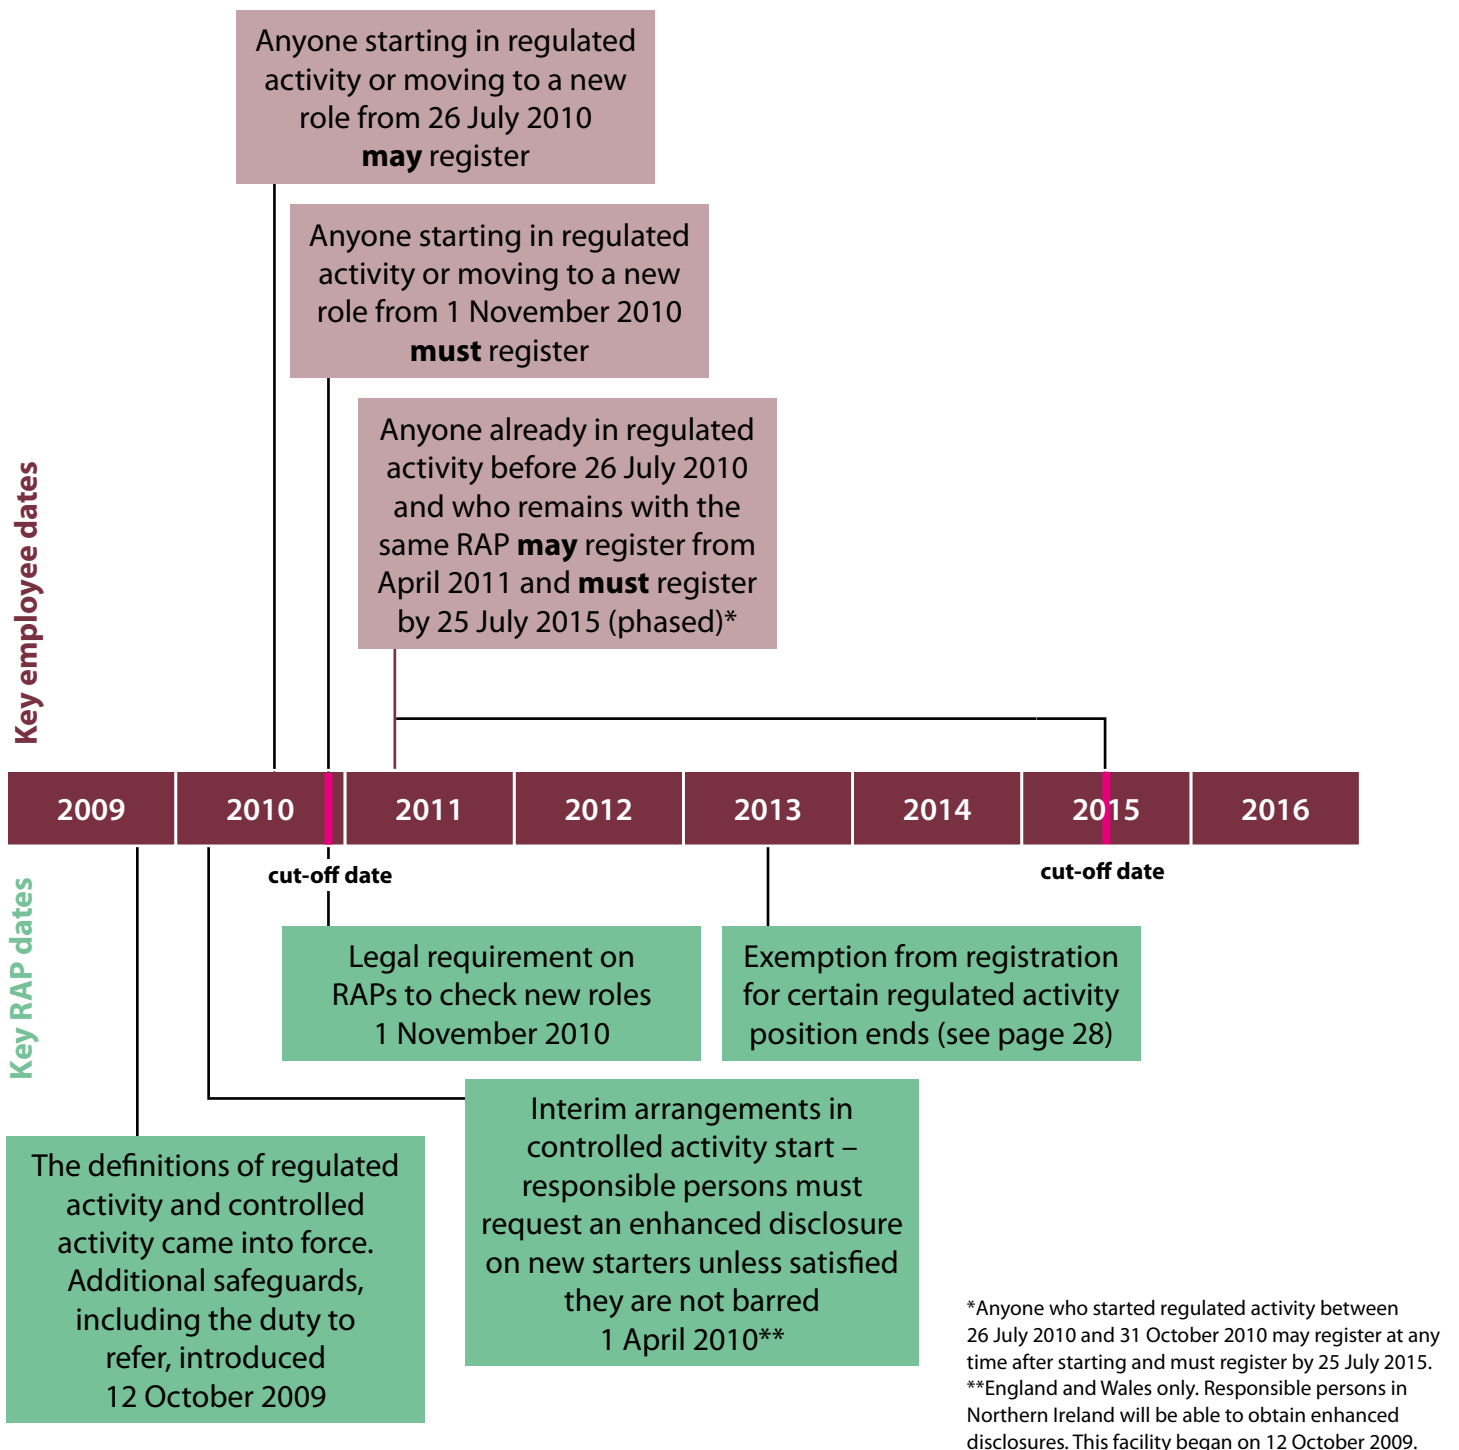 Anyone starting in regulated
activity or moving to a new
role from 26 July 2010
may register
Anyone starting in regulated
activity or moving to a new
role from 1 November 2010
must register
Anyone already in regulated
activity before 26 July 2010
and who remains with the
same RAP may register from
April 2011 and must register
by 25 July 2015 (phased)*
Key employee dates
2009
2010
2011
2012
2013
2014
2015
2016
cut-off date
cut-off date
Key RAP dates
Legal requirement on
RAPs to check new roles
1 November 2010
Exemption from registration
for certain regulated activity
position ends (see page 28)
Interim arrangements in
controlled activity start –
responsible persons must
request an enhanced disclosure
on new starters unless satisfied
they are not barred
1 April 2010**
The definitions of regulated
activity and controlled
activity came into force.
Additional safeguards,
including the duty to
refer, introduced
12 October 2009
*Anyone who started regulated activity between
26 July 2010 and 31 October 2010 may register at any
time after starting and must register by 25 July 2015.
**England and Wales only. Responsible persons in
Northern Ireland will be able to obtain enhanced
disclosures. This facility began on 12 October 2009.